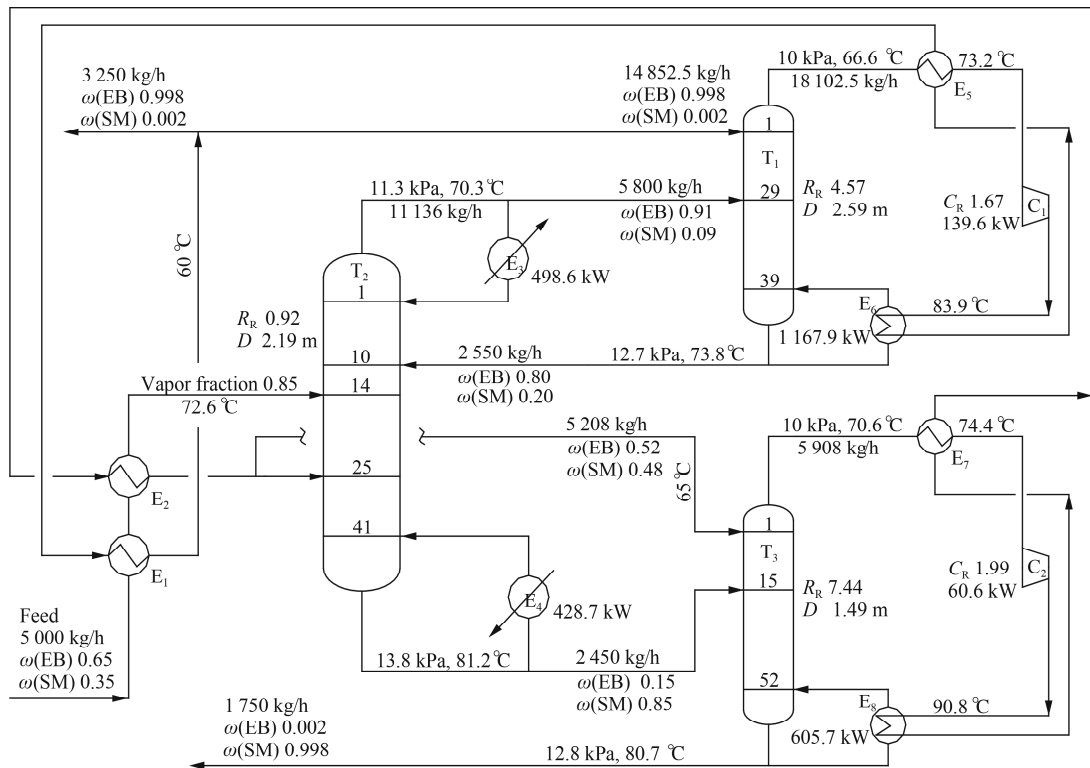 3 250 kg/h
ω(EB) 0.998
ω(SM) 0.002
14 852.5 kg/h
ω(EB) 0.998
ω(SM) 0.002
10 kPa, 66.6 ℃
18 102.5 kg/h
E5
73.2 ℃
1
T1
29
39
RR 4.57
D 2.59 m
CR 1.67
139.6 kW
C1
11.3 kPa, 70.3 ℃
11 136 kg/h
5 800 kg/h
ω(EB) 0.91
ω(SM) 0.09
E3
498.6 kW
60 ℃
T2
1
10
14
25
41
RR 0.92
D 2.19 m
E6
83.9 ℃
1 167.9 kW
2 550 kg/h
ω(EB) 0.80
ω(SM) 0.20
12.7 kPa, 73.8 ℃
Vapor fraction 0.85
72.6 ℃
5 208 kg/h
ω(EB) 0.52
ω(SM) 0.48
65 ℃
10 kPa, 70.6 ℃
5 908 kg/h
E7
74.4 ℃
E2
E1
1
T3
15
52
RR 7.44
D 1.49 m
CR 1.99
60.6 kW
C2
E4
428.7 kW
Feed
5 000 kg/h
ω(EB) 0.65
ω(SM) 0.35
13.8 kPa, 81.2 ℃
2 450 kg/h
ω(EB) 0.15
ω(SM) 0.85
E8
90.8 ℃
605.7 kW
1 750 kg/h
ω(EB) 0.002
ω(SM) 0.998
12.8 kPa, 80.7 ℃